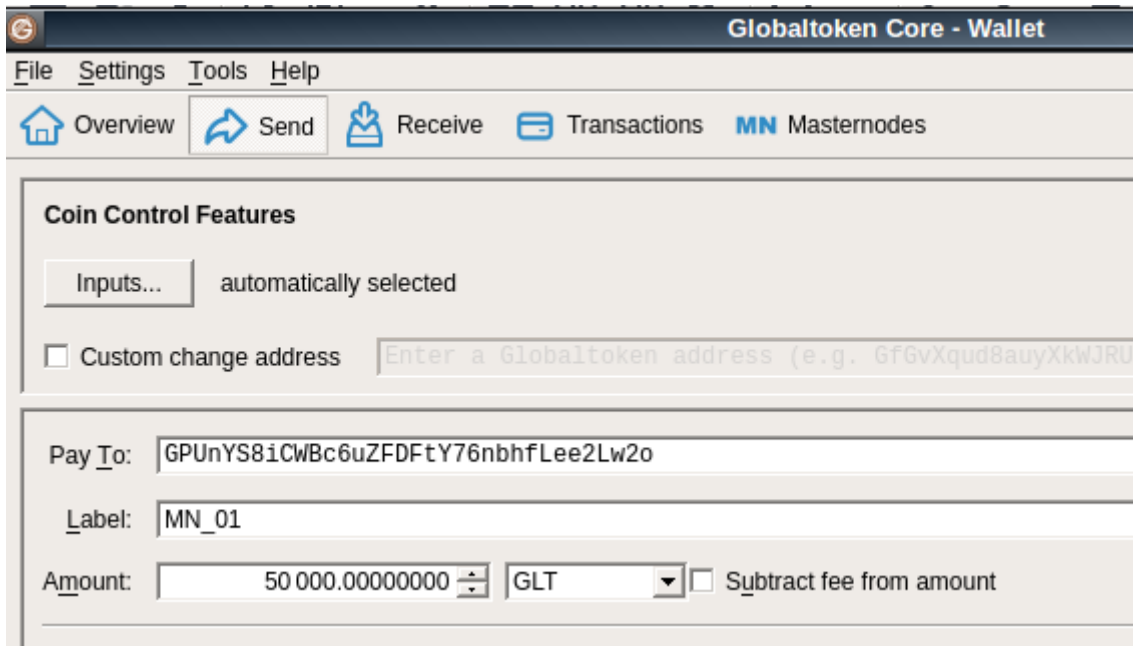 Globaltoken Core - Wallet
File Settings Tools Help
Overview Send Receive Transactions MN Masternodes
Coin Control Features
Inputs... automatically selected
Custom change address Enter a Globaltoken address (e.g. GfGvXqud8auyXkWJRU
Pay To: GPUnYS8iCWBc6uZFDFtY76nbhfLee2Lw2o
Label: MN_01
Amount: 50 000.00000000 GLT Subtract fee from amount